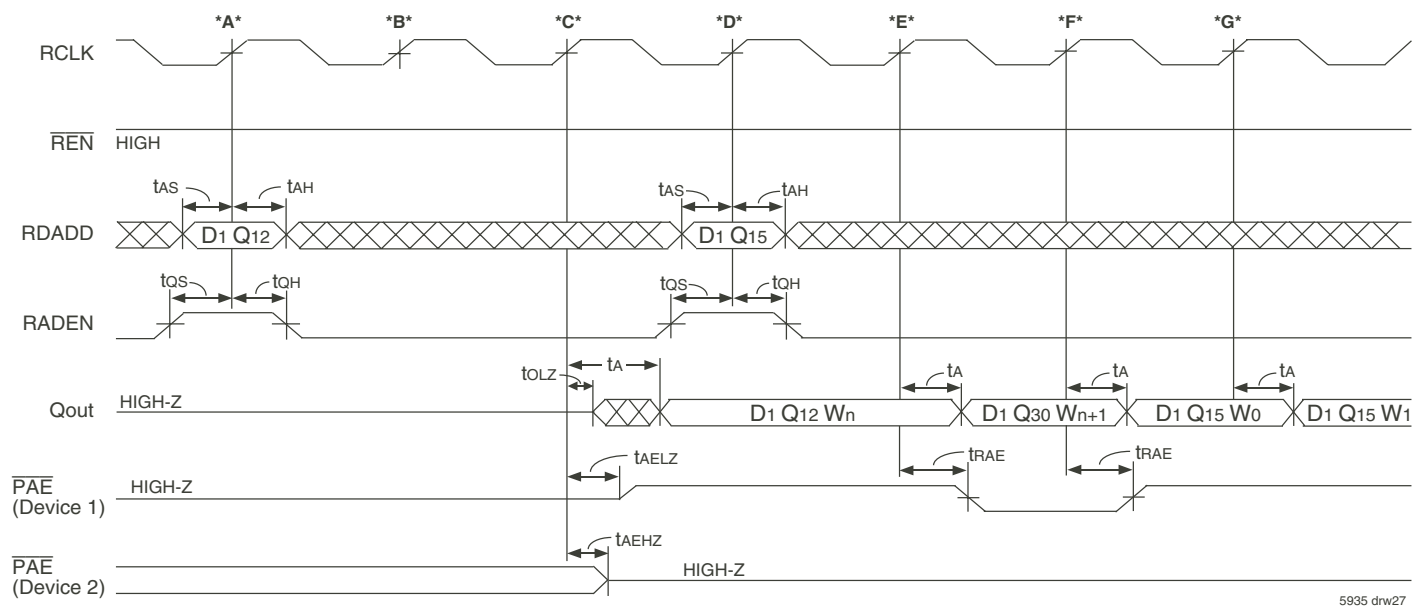 *A* *B* *C* *D* *E* *F* *G*
RCLK
REN HIGH
tAS tAH tAS tAH
RDADD D1 Q12 D1 Q15
tQS tQH tQS tQH
RADEN
tOLZ tA tA tA tA
Qout HIGH-Z D1 Q12 Wn D1 Q30 Wn+1 D1 Q15 W0 D1 Q15 W1
tAELZ tRAE tRAE
PAE HIGH-Z
(Device 1)
tAEHZ
PAE HIGH-Z
(Device 2)
5935 drw27